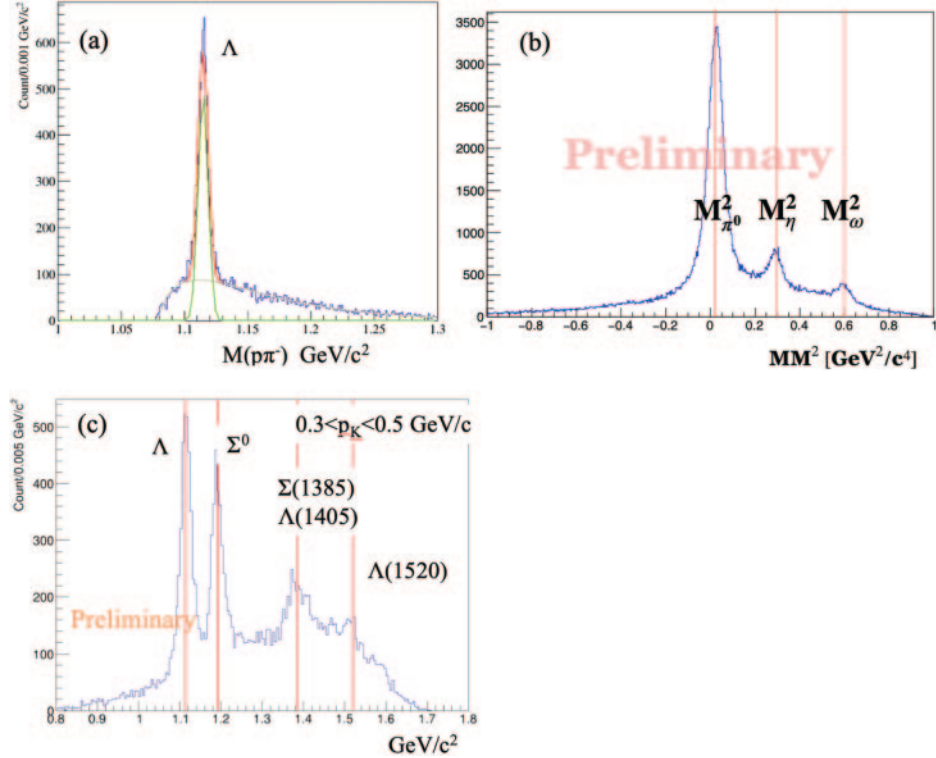 (a)
Λ
Count/0.001 GeV/c²
600
500
400
300
200
100
0
1 1.05 1.1 1.15 1.2 1.25 1.3
M(pπ⁻) GeV/c²
(b)
Preliminary
3500
3000
2500
2000
1500
1000
500
0
M²π⁰ M²η M²ω
-1 -0.8 -0.6 -0.4 -0.2 0 0.2 0.4 0.6 0.8 1
MM² [GeV²/c⁴]
(c)
0.3<pK<0.5 GeV/c
Λ Σ⁰
Σ(1385)
Λ(1405)
Λ(1520)
Preliminary
Count/0.005 GeV/c²
500
400
300
200
100
0
0.8 0.9 1 1.1 1.2 1.3 1.4 1.5 1.6 1.7 1.8
GeV/c²